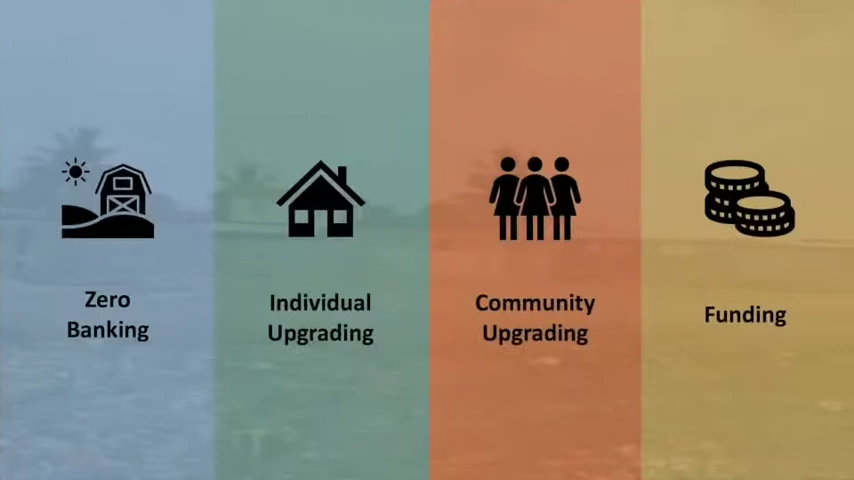 Zero
Banking
Individual
Upgrading
Community
Upgrading
Funding